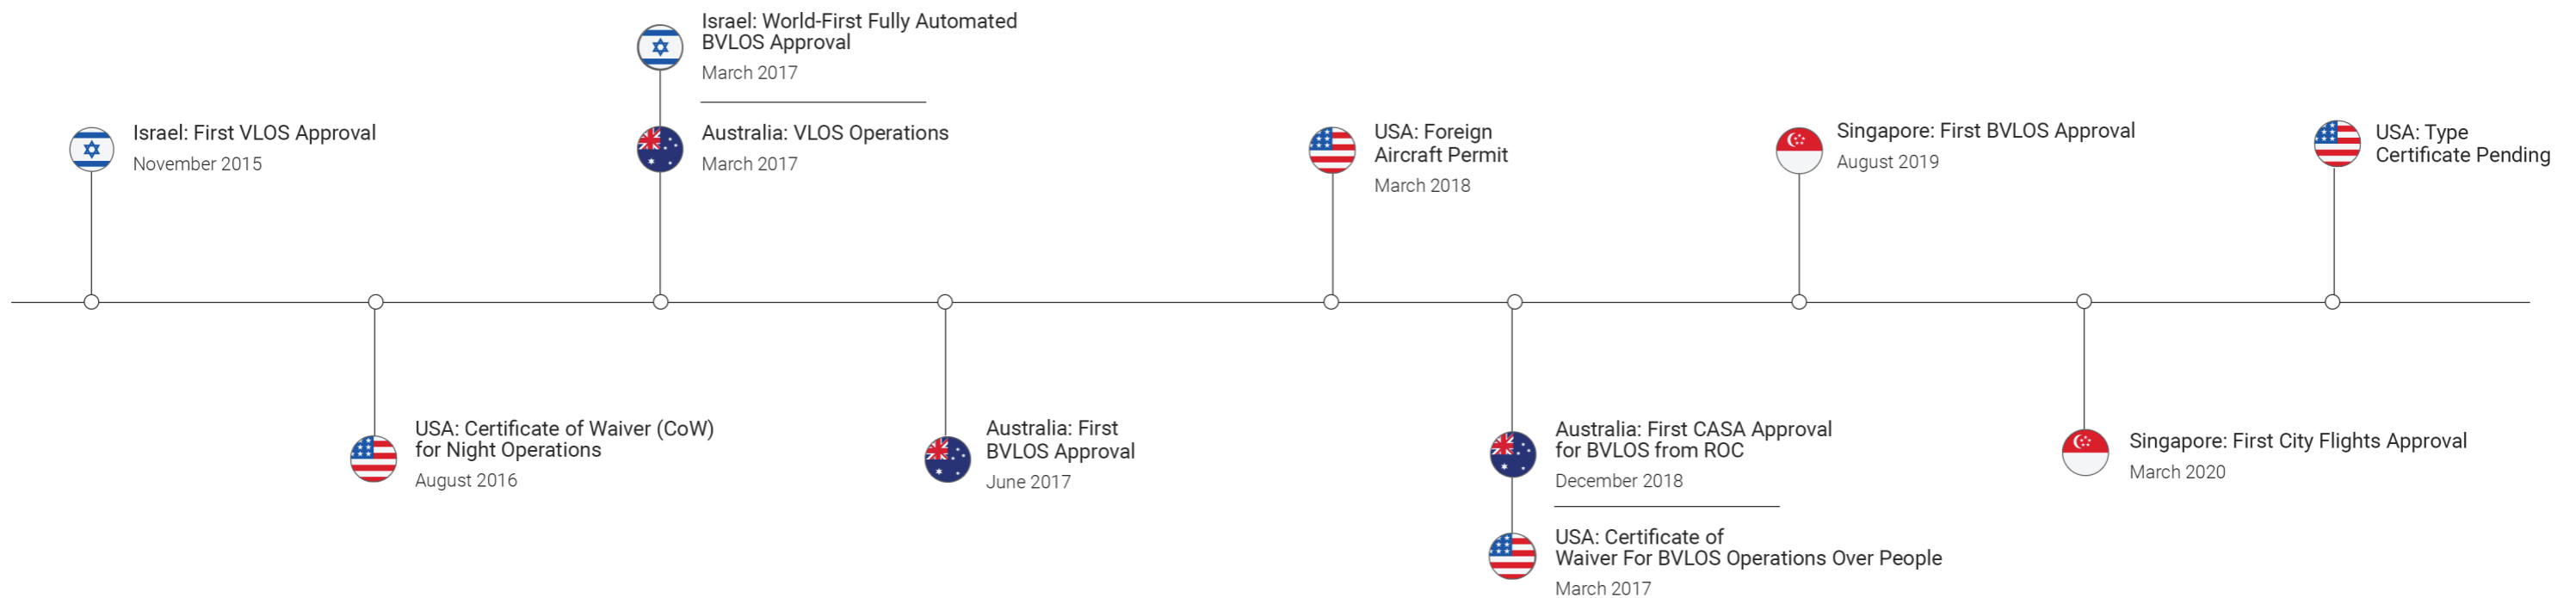 Israel: World-First Fully Automated
BVLOS Approval
March 2017
Israel: First VLOS Approval
November 2015
Australia: VLOS Operations
March 2017
USA: Foreign
Aircraft Permit
March 2018
Singapore: First BVLOS Approval
August 2019
USA: Type
Certificate Pending
USA: Certificate of Waiver (CoW)
for Night Operations
August 2016
Australia: First
BVLOS Approval
June 2017
Australia: First CASA Approval
for BVLOS from ROC
December 2018
USA: Certificate of
Waiver For BVLOS Operations Over People
March 2017
Singapore: First City Flights Approval
March 2020